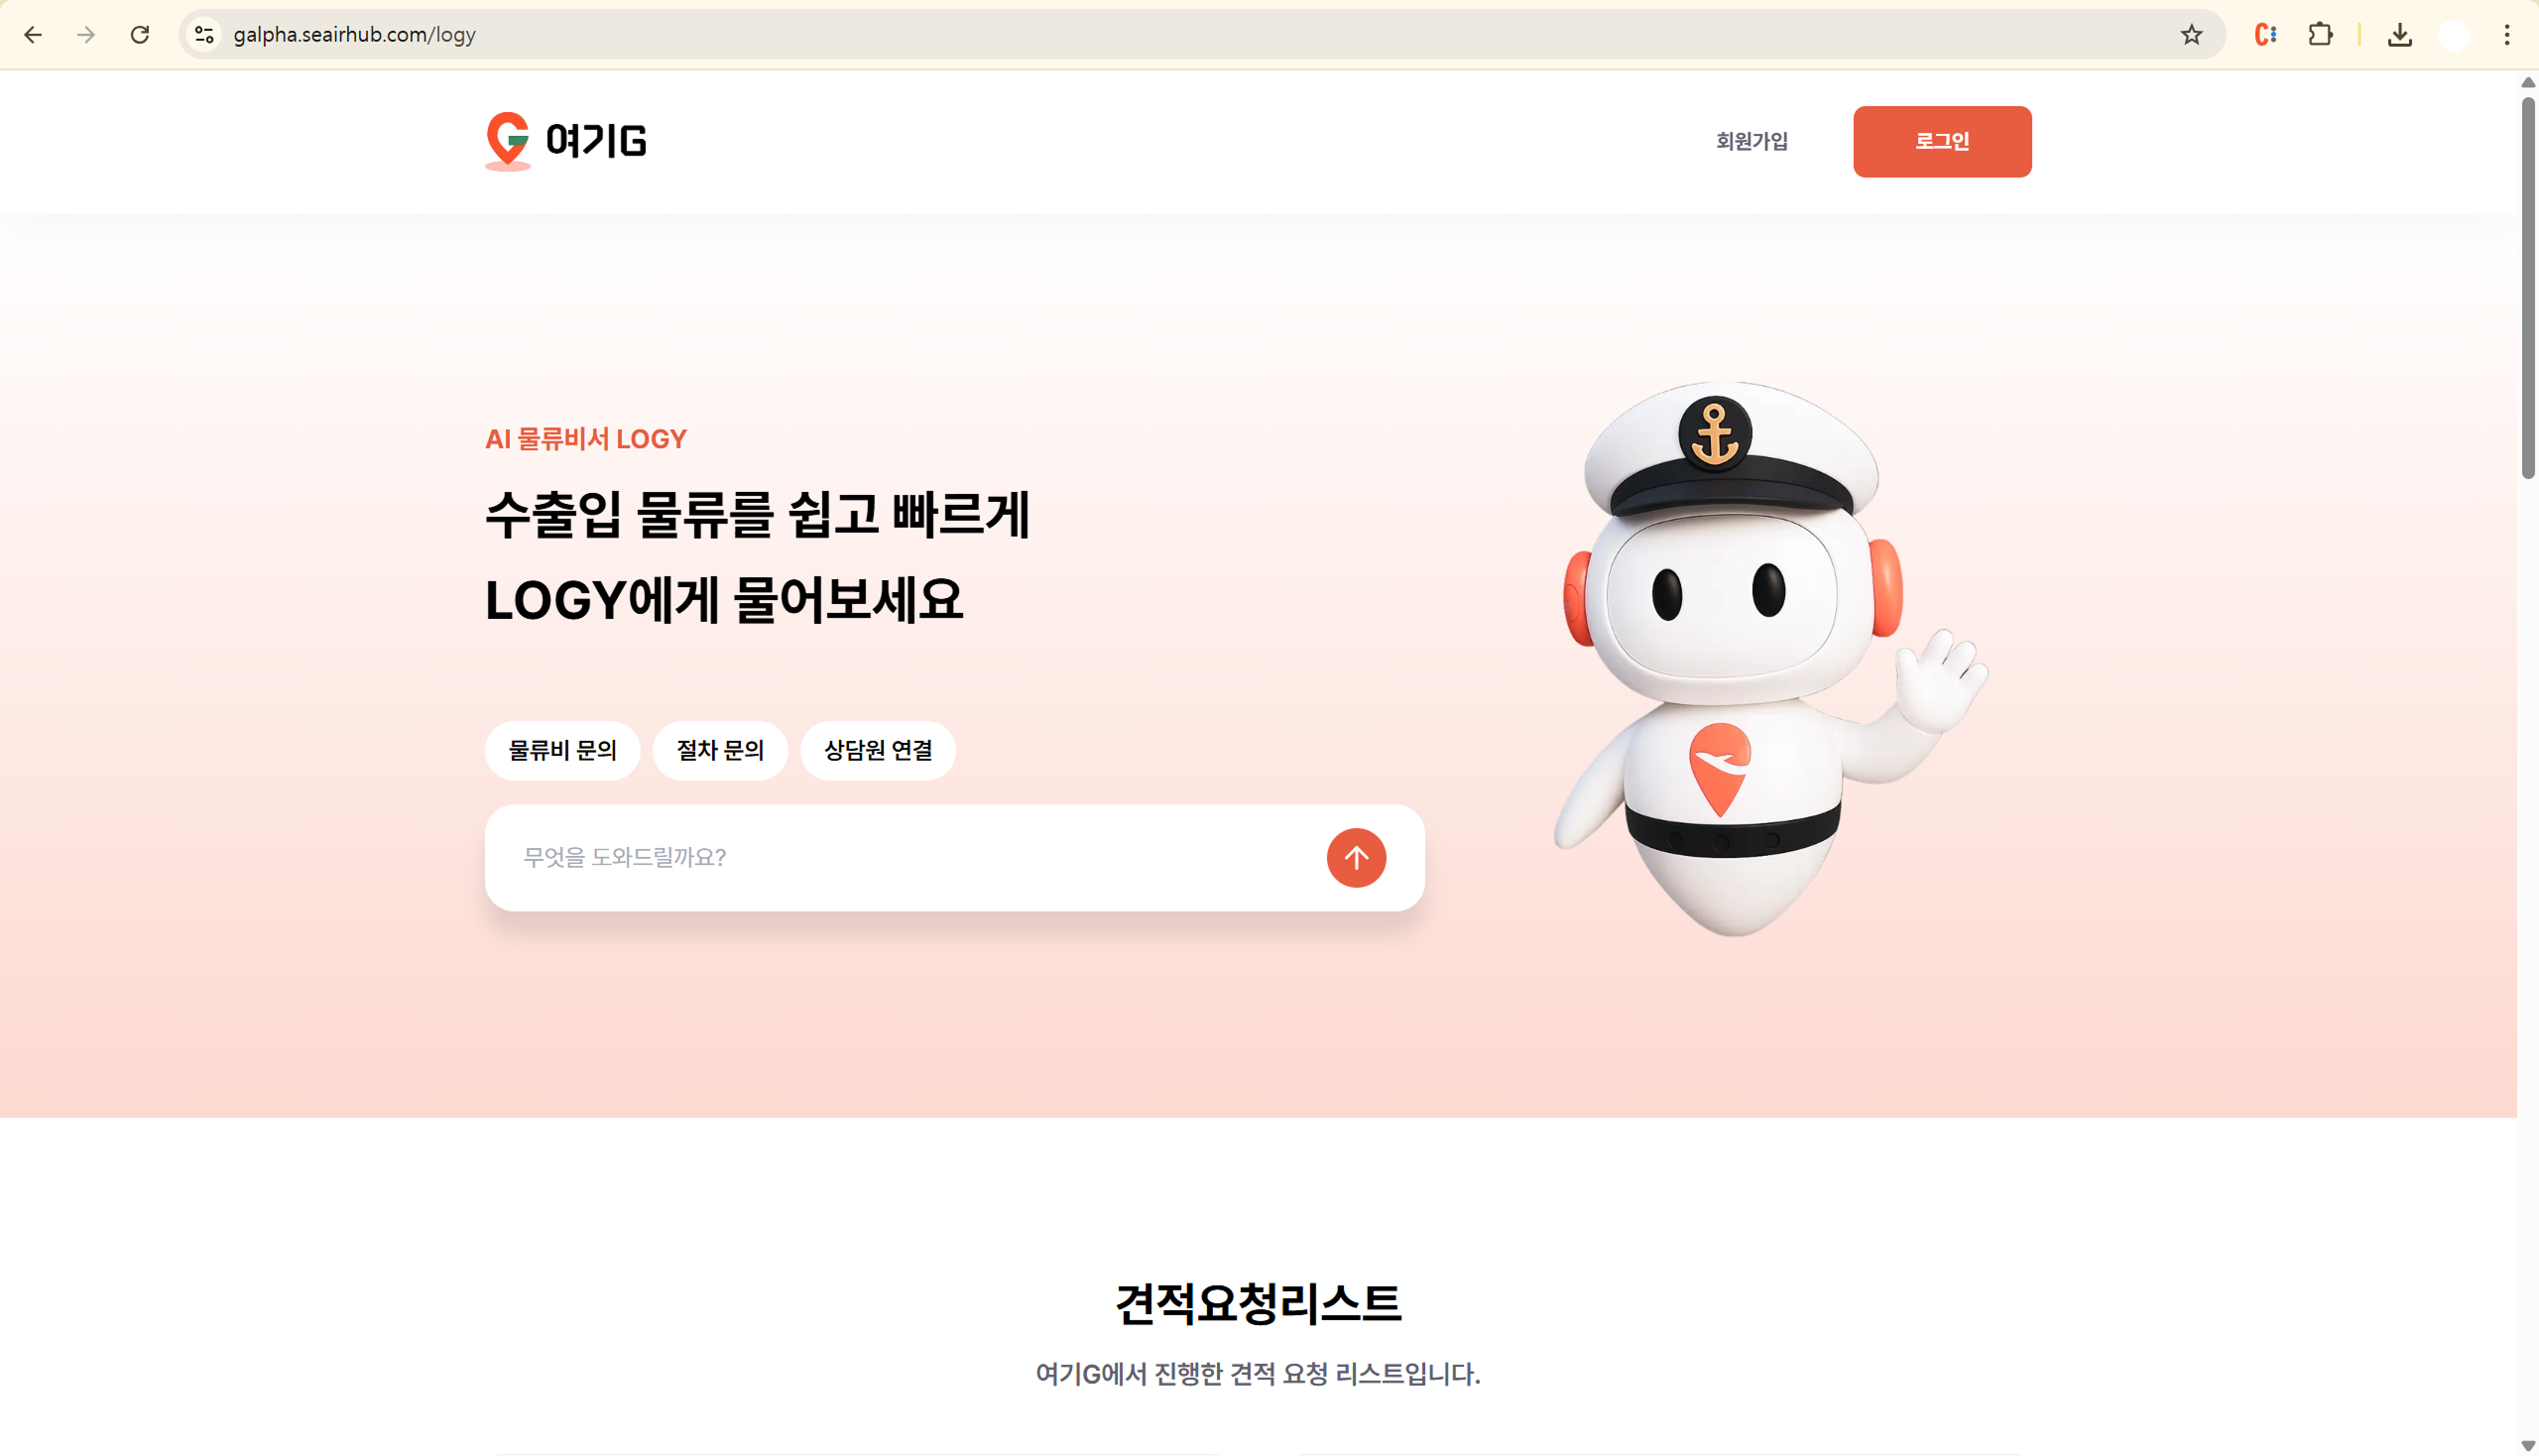 galpha.seairhub.com/logy
여기G
회원가입
로그인
AI 물류비서 LOGY
수출입 물류를 쉽고 빠르게
LOGY에게 물어보세요
물류비 문의
절차 문의
상담원 연결
무엇을 도와드릴까요?
견적요청리스트
여기G에서 진행한 견적 요청 리스트입니다.